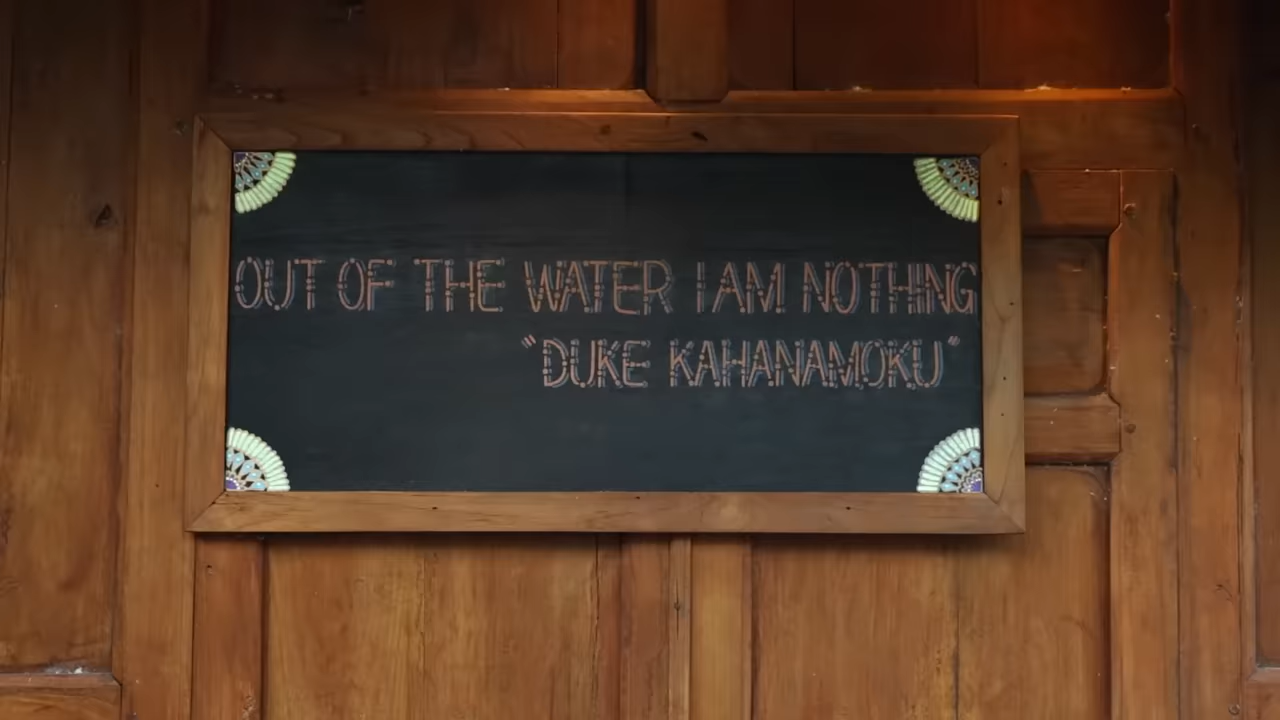 OUT OF THE WATER I AM NOTHING
"DUKE KAHANAMOKU"